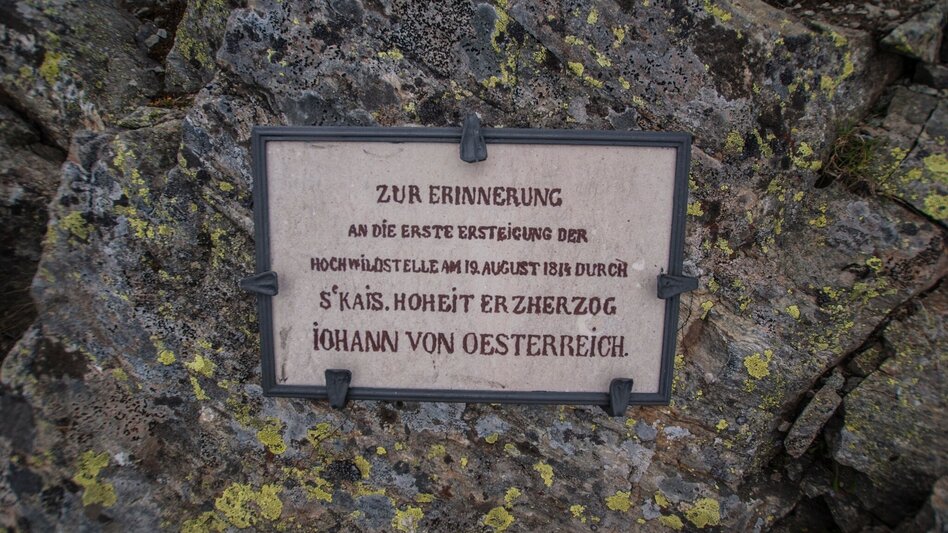 ZUR ERINNERUNG
AN DIE ERSTE ERSTEIGUNG DER
HOCHWILDSTELLE AM 19. AUGUST 1814 DURCH
Se KAIS. HOHEIT ERZHERZOG
IOHANN VON OESTERREICH.